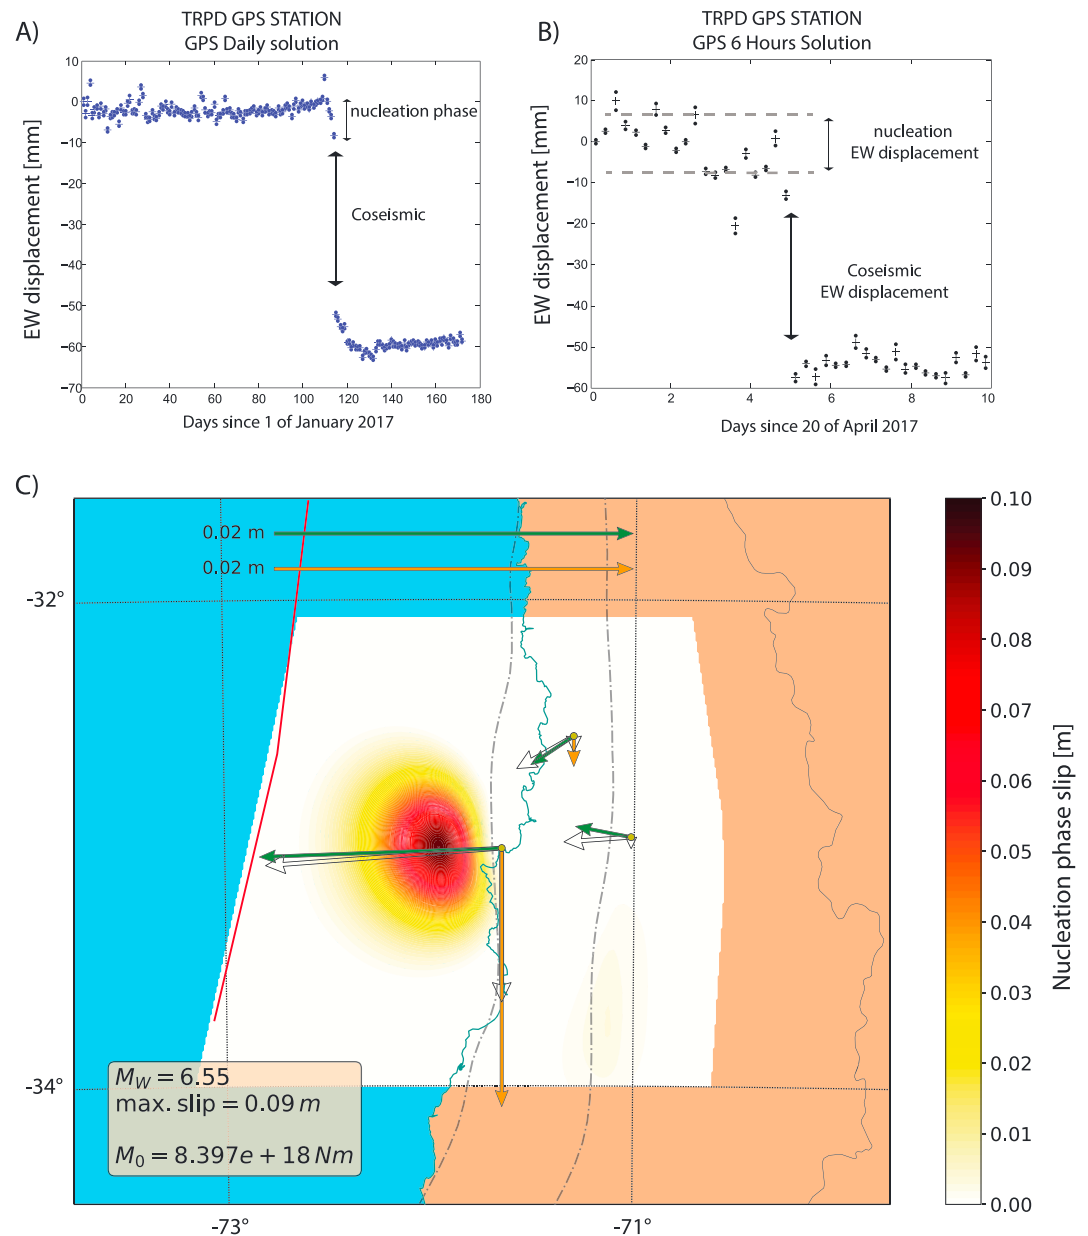 A)
TRPD GPS STATION
GPS Daily solution
EW displacement [mm]
10
0
−10
−20
−30
−40
−50
−60
−70
nucleation phase
Coseismic
0 20 40 60 80 100 120 140 160 180
Days since 1 of January 2017
B)
TRPD GPS STATION
GPS 6 Hours Solution
EW displacement [mm]
20
10
0
−10
−20
−30
−40
−50
−60
nucleation
EW displacement
Coseismic
EW displacement
0 2 4 6 8 10
Days since 20 of April 2017
C)
0.02 m
0.02 m
-32°
-34°
-73° -71°
M_W = 6.55
max. slip = 0.09 m
M_0 = 8.397e + 18 Nm
0.10
0.09
0.08
0.07
0.06
0.05
0.04
0.03
0.02
0.01
0.00
Nucleation phase slip [m]